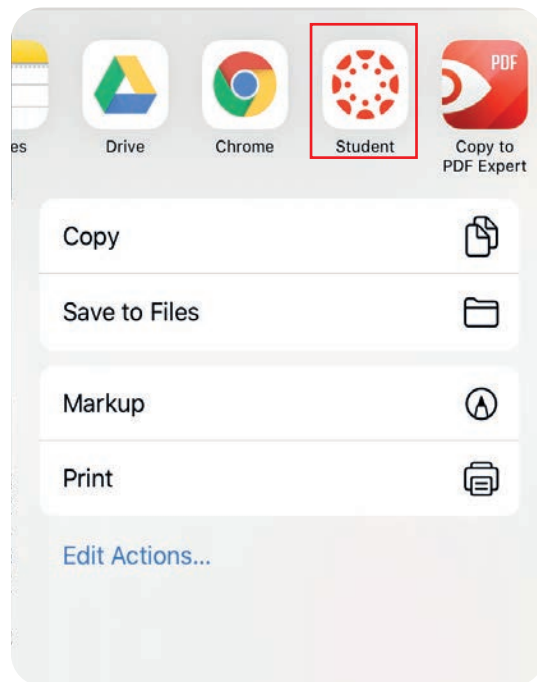 PDF
es
Drive
Chrome
Student
Copy to
PDF Expert
Copy
Save to Files
Markup
Print
Edit Actions...